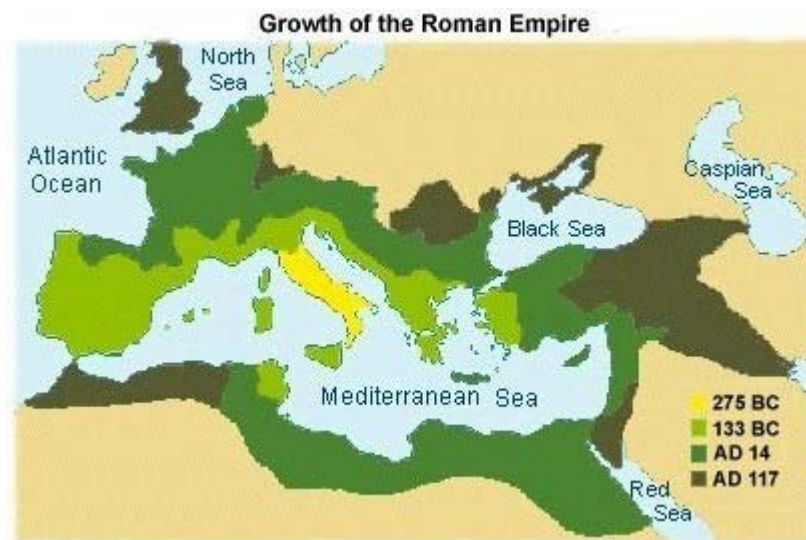 Growth of the Roman Empire
North
Sea
Atlantic
Ocean
Caspian
Sea
Black Sea
Mediterranean Sea
275 BC
133 BC
AD 14
AD 117
Red
Sea